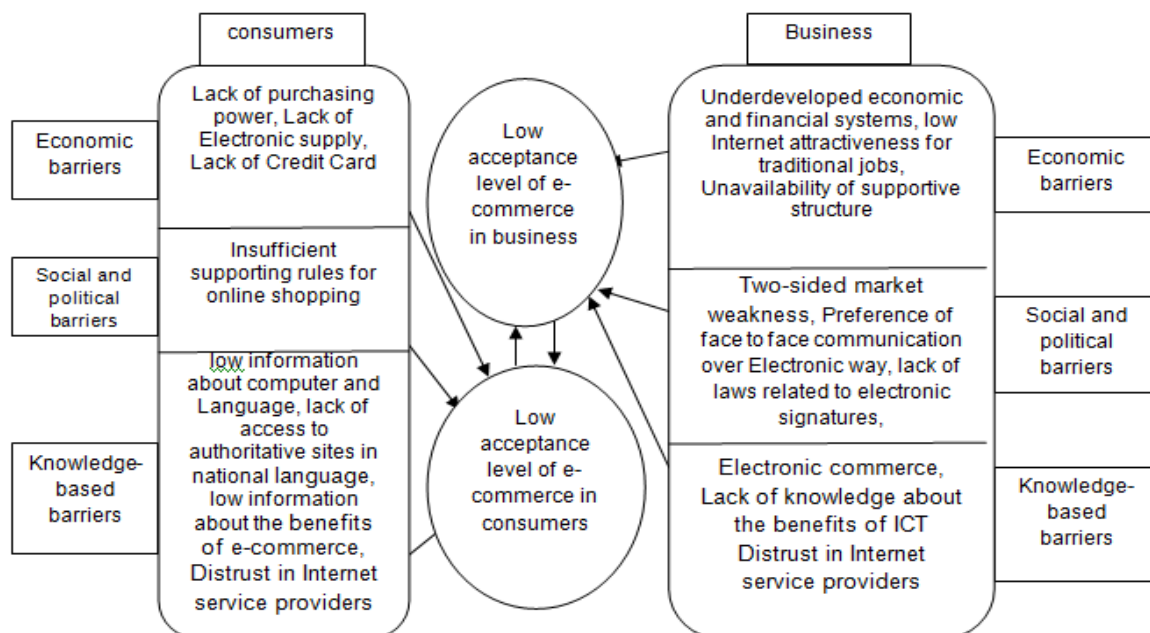 consumers
Business
Economic
barriers
Lack of purchasing
power, Lack of
Electronic supply,
Lack of Credit Card
Social and
political
barriers
Insufficient
supporting rules for
online shopping
Knowledge-
based
barriers
low information
about computer and
Language, lack of
access to
authoritative sites in
national language,
low information
about the benefits
of e-commerce,
Distrust in Internet
service providers
Low
acceptance
level of e-
commerce
in business
Low
acceptance
level of e-
commerce in
consumers
Underdeveloped economic
and financial systems, low
Internet attractiveness for
traditional jobs,
Unavailability of supportive
structure
Economic
barriers
Two-sided market
weakness, Preference of
face to face communication
over Electronic way, lack of
laws related to electronic
signatures,
Social and
political
barriers
Electronic commerce,
Lack of knowledge about
the benefits of ICT
Distrust in Internet
service providers
Knowledge-
based
barriers